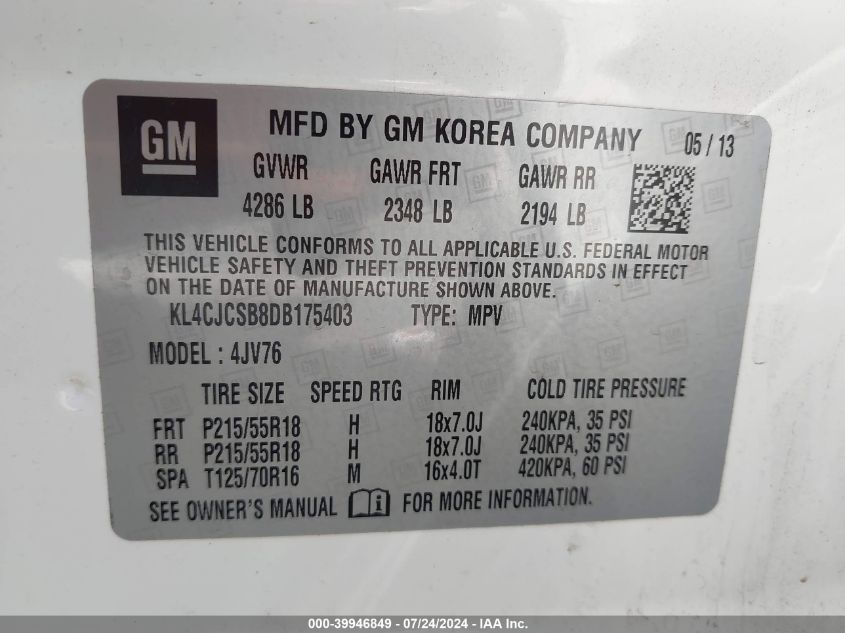 GM
MFD BY GM KOREA COMPANY 05 / 13
GVWR GAWR FRT GAWR RR
4286 LB 2348 LB 2194 LB
THIS VEHICLE CONFORMS TO ALL APPLICABLE U.S. FEDERAL MOTOR
VEHICLE SAFETY AND THEFT PREVENTION STANDARDS IN EFFECT
ON THE DATE OF MANUFACTURE SHOWN ABOVE.
KL4CJCSB8DB175403 TYPE: MPV
MODEL : 4JV76
TIRE SIZE SPEED RTG RIM COLD TIRE PRESSURE
FRT P215/55R18 H 18x7.0J 240KPA, 35 PSI
RR P215/55R18 H 18x7.0J 240KPA, 35 PSI
SPA T125/70R16 M 16x4.0T 420KPA, 60 PSI
SEE OWNER'S MANUAL i FOR MORE INFORMATION.
000-39946849 / 07/24/2024 - IAA Inc.